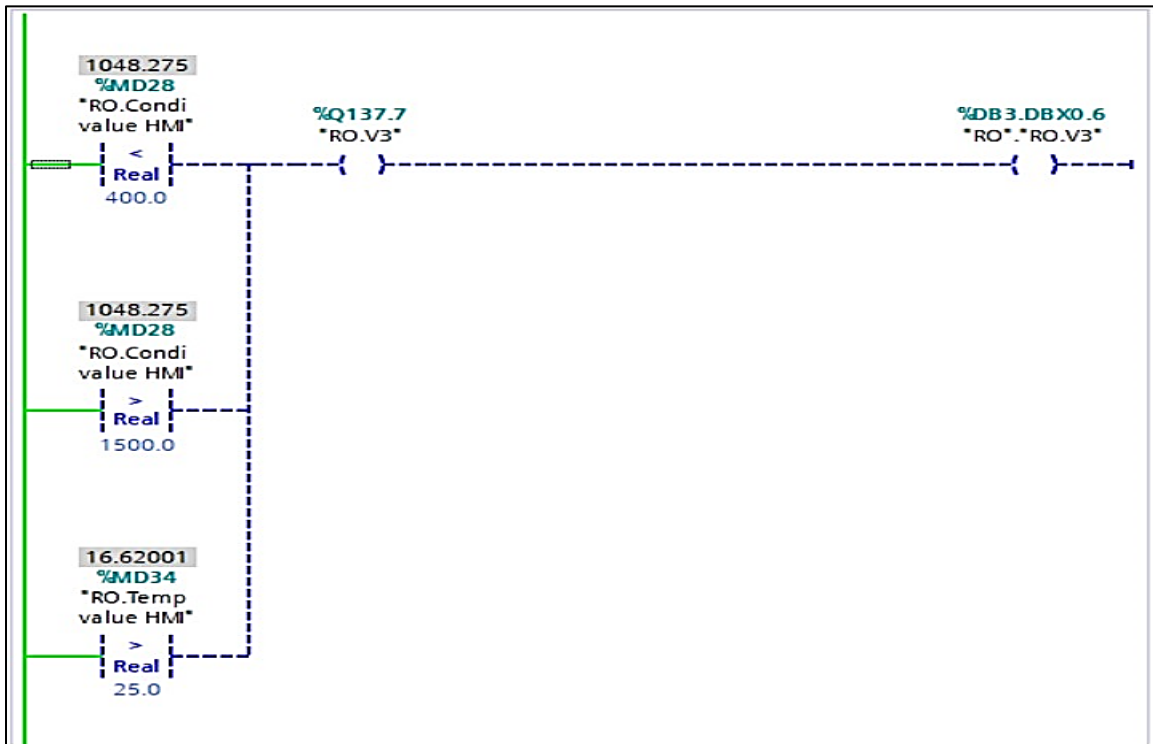 1048.275
%MD28
"RO.Condi
value HMI"
<
Real
400.0
%Q137.7
"RO.V3"
( )
%DB3.DBX0.6
"RO"."RO.V3"
( )
1048.275
%MD28
"RO.Condi
value HMI"
>
Real
1500.0
16.62001
%MD34
"RO.Temp
value HMI"
>
Real
25.0